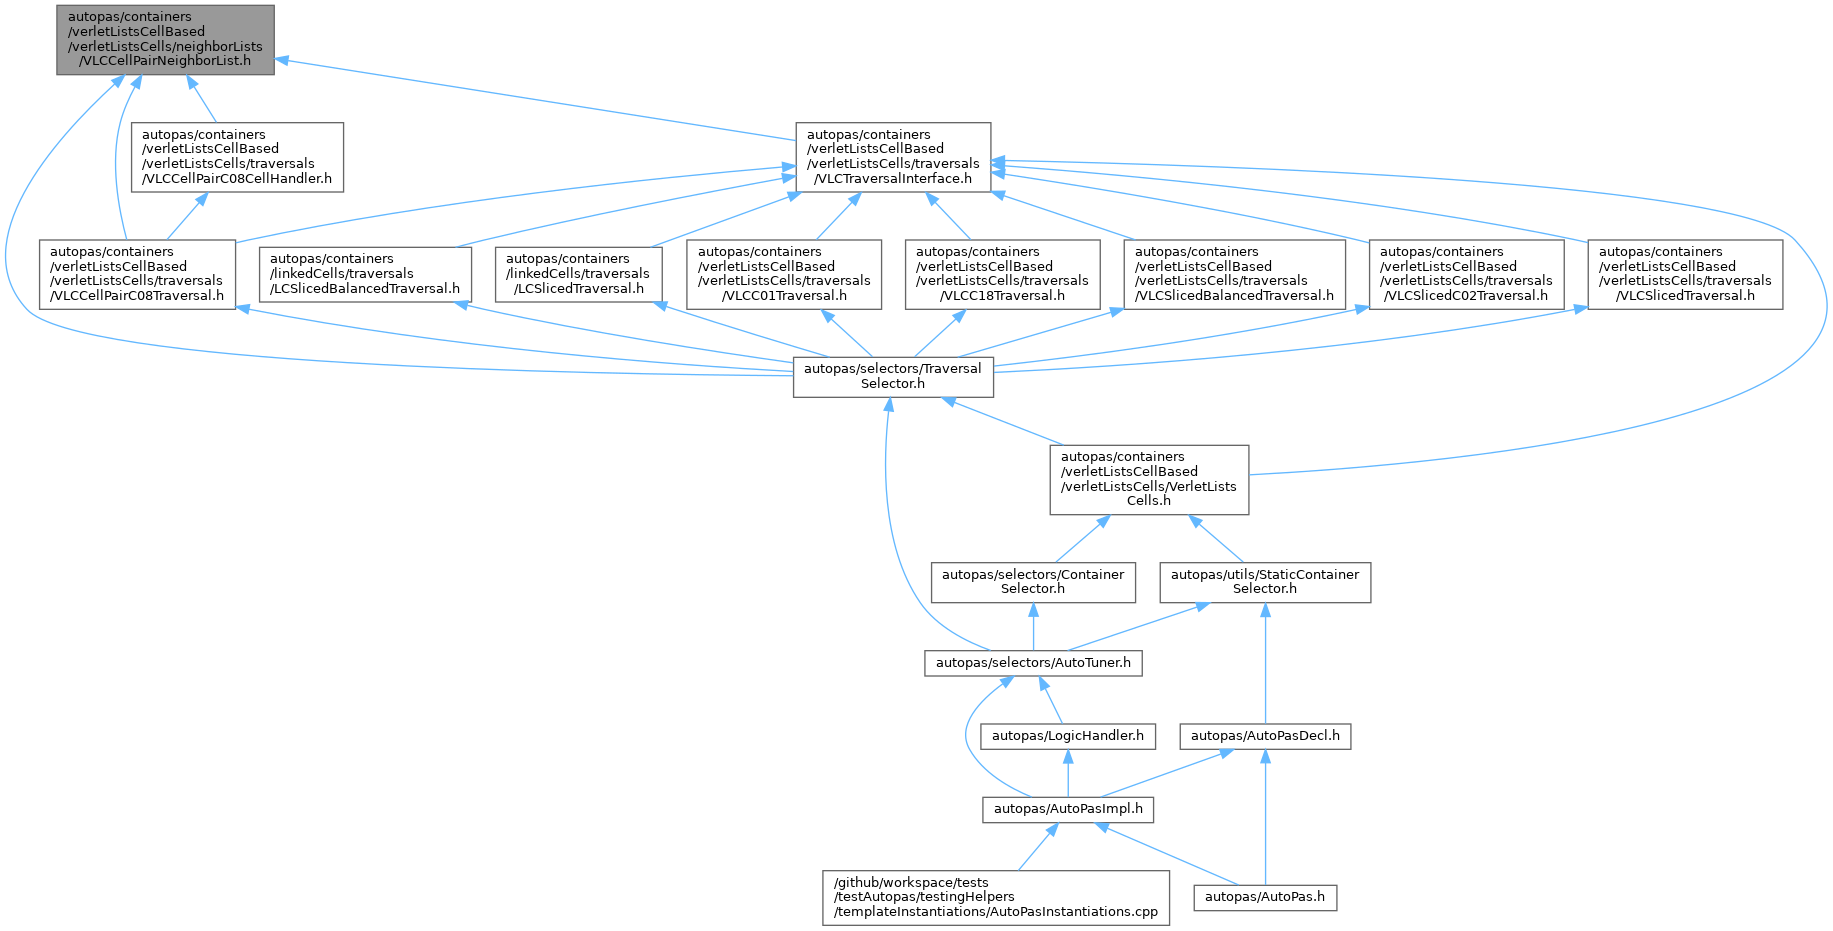 autopas/containers
/verletListsCellBased
/verletListsCells/neighborLists
/VLCCellPairNeighborList.h
autopas/containers
/verletListsCellBased
/verletListsCells/traversals
/VLCCellPairC08CellHandler.h
autopas/containers
/verletListsCellBased
/verletListsCells/traversals
/VLCTraversalInterface.h
autopas/containers
/verletListsCellBased
/verletListsCells/traversals
/VLCCellPairC08Traversal.h
autopas/containers
/linkedCells/traversals
/LCSlicedBalancedTraversal.h
autopas/containers
/linkedCells/traversals
/LCSlicedTraversal.h
autopas/containers
/verletListsCellBased
/verletListsCells/traversals
/VLCC01Traversal.h
autopas/containers
/verletListsCellBased
/verletListsCells/traversals
/VLCC18Traversal.h
autopas/containers
/verletListsCellBased
/verletListsCells/traversals
/VLCSlicedBalancedTraversal.h
autopas/containers
/verletListsCellBased
/verletListsCells/traversals
/VLCSlicedC02Traversal.h
autopas/containers
/verletListsCellBased
/verletListsCells/traversals
/VLCSlicedTraversal.h
autopas/selectors/Traversal
Selector.h
autopas/containers
/verletListsCellBased
/verletListsCells/VerletLists
Cells.h
autopas/selectors/Container
Selector.h
autopas/utils/StaticContainer
Selector.h
autopas/selectors/AutoTuner.h
autopas/LogicHandler.h
autopas/AutoPasDecl.h
autopas/AutoPasImpl.h
/github/workspace/tests
/testAutopas/testingHelpers
/templateInstantiations/AutoPasInstantiations.cpp
autopas/AutoPas.h